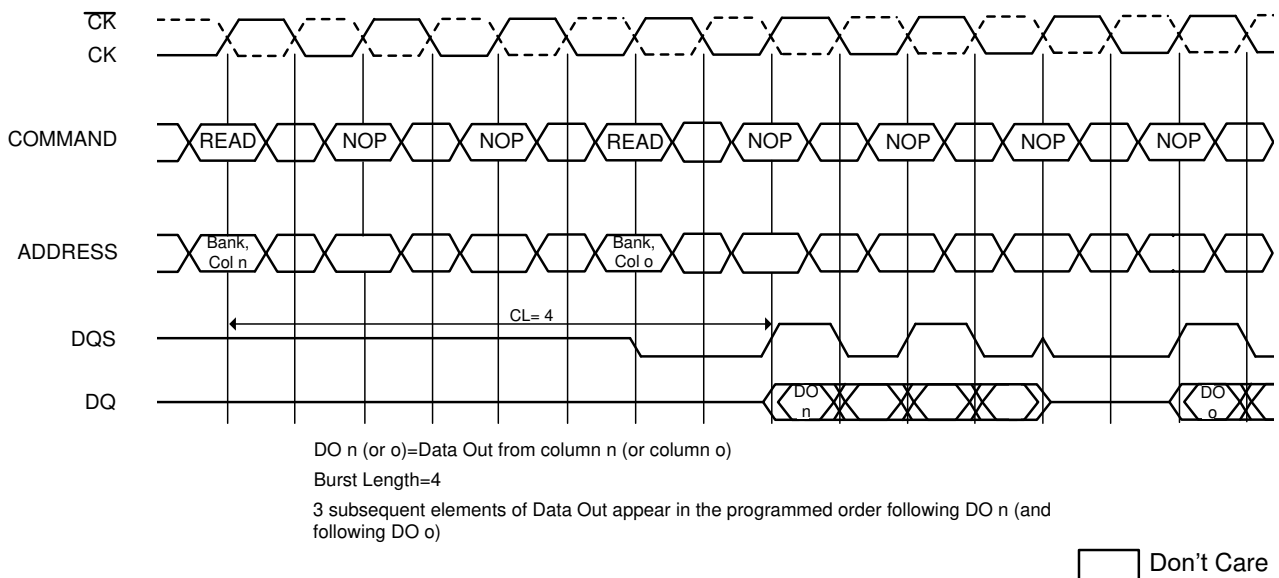 CK
CK
COMMAND READ NOP NOP READ NOP NOP NOP NOP
ADDRESS Bank, Col n Bank, Col o
CL= 4
DQS
DQ DO n DO o
DO n (or o)=Data Out from column n (or column o)
Burst Length=4
3 subsequent elements of Data Out appear in the programmed order following DO n (and
following DO o)
Don't Care